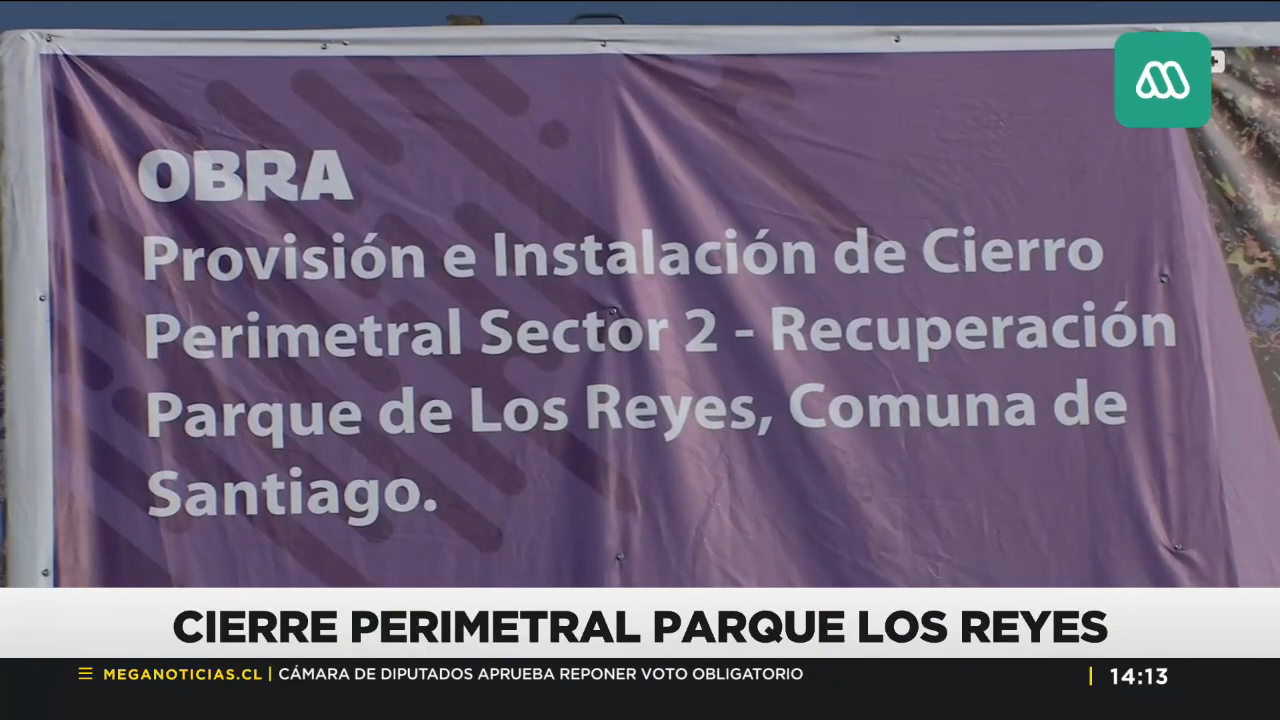 OBRA
Provisión e Instalación de Cierro
Perimetral Sector 2 - Recuperación
Parque de Los Reyes, Comuna de
Santiago.
CIERRE PERIMETRAL PARQUE LOS REYES
MEGANOTICIAS.CL | CÁMARA DE DIPUTADOS APRUEBA REPONER VOTO OBLIGATORIO
14:13